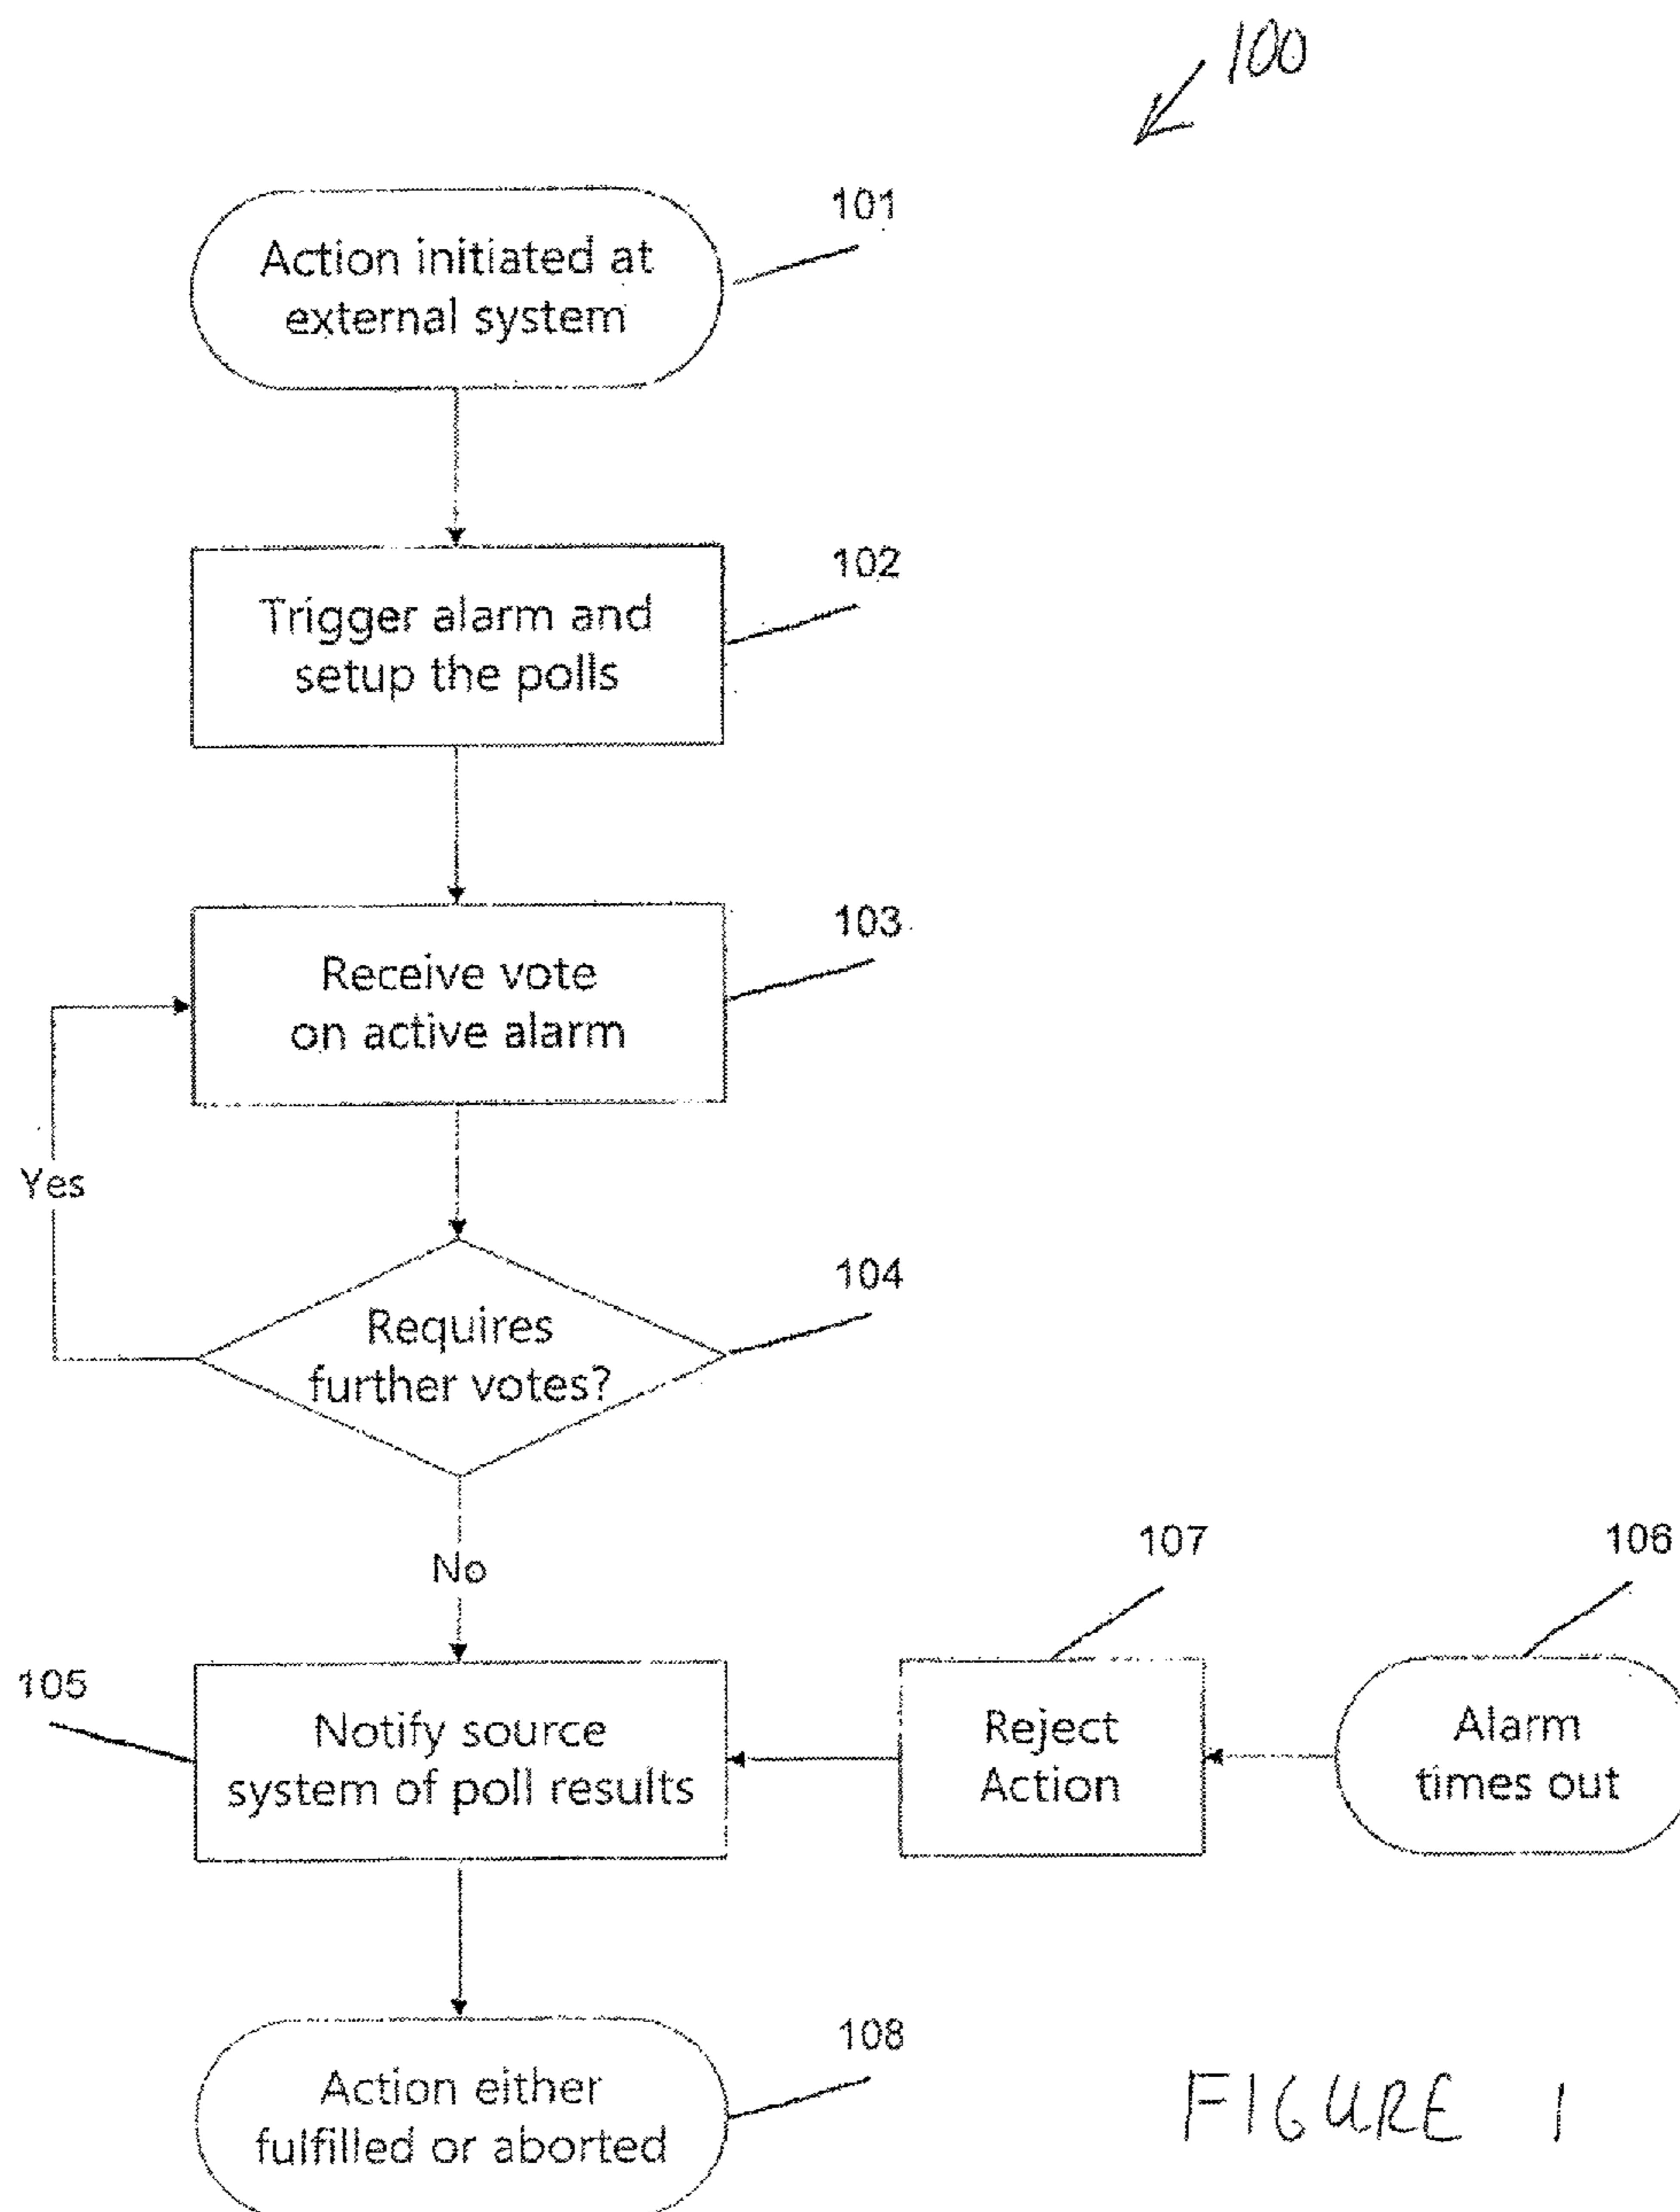 100
101
Action initiated at
external system
102
Trigger alarm and
setup the polls
103
Receive vote
on active alarm
Yes
104
Requires
further votes?
No
107
106
105
Notify source
system of poll results
Reject
Action
Alarm
times out
108
Action either
fulfilled or aborted
FIGURE 1